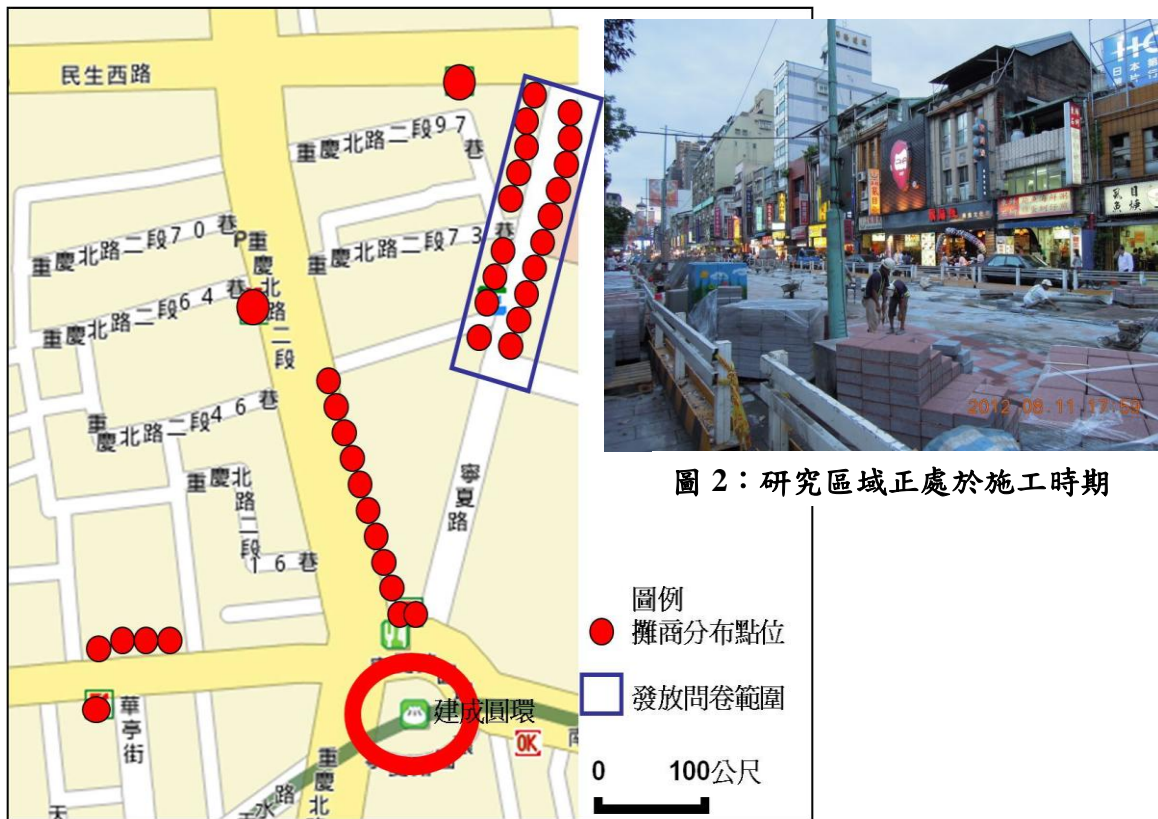 民生西路
重慶北路二段97巷
重慶北路二段70巷
P
重慶北路二段
重慶北路二段73巷
重慶北路二段64巷
重慶北路二段46巷
重慶北路二段16巷
寧夏路
建成圓環
華亭街
重慶北
水路
天
OK
南
圖例
攤商分布點位
發放問卷範圍
0 100公尺
2012 08.11 17:53
圖 2：研究區域正處於施工時期